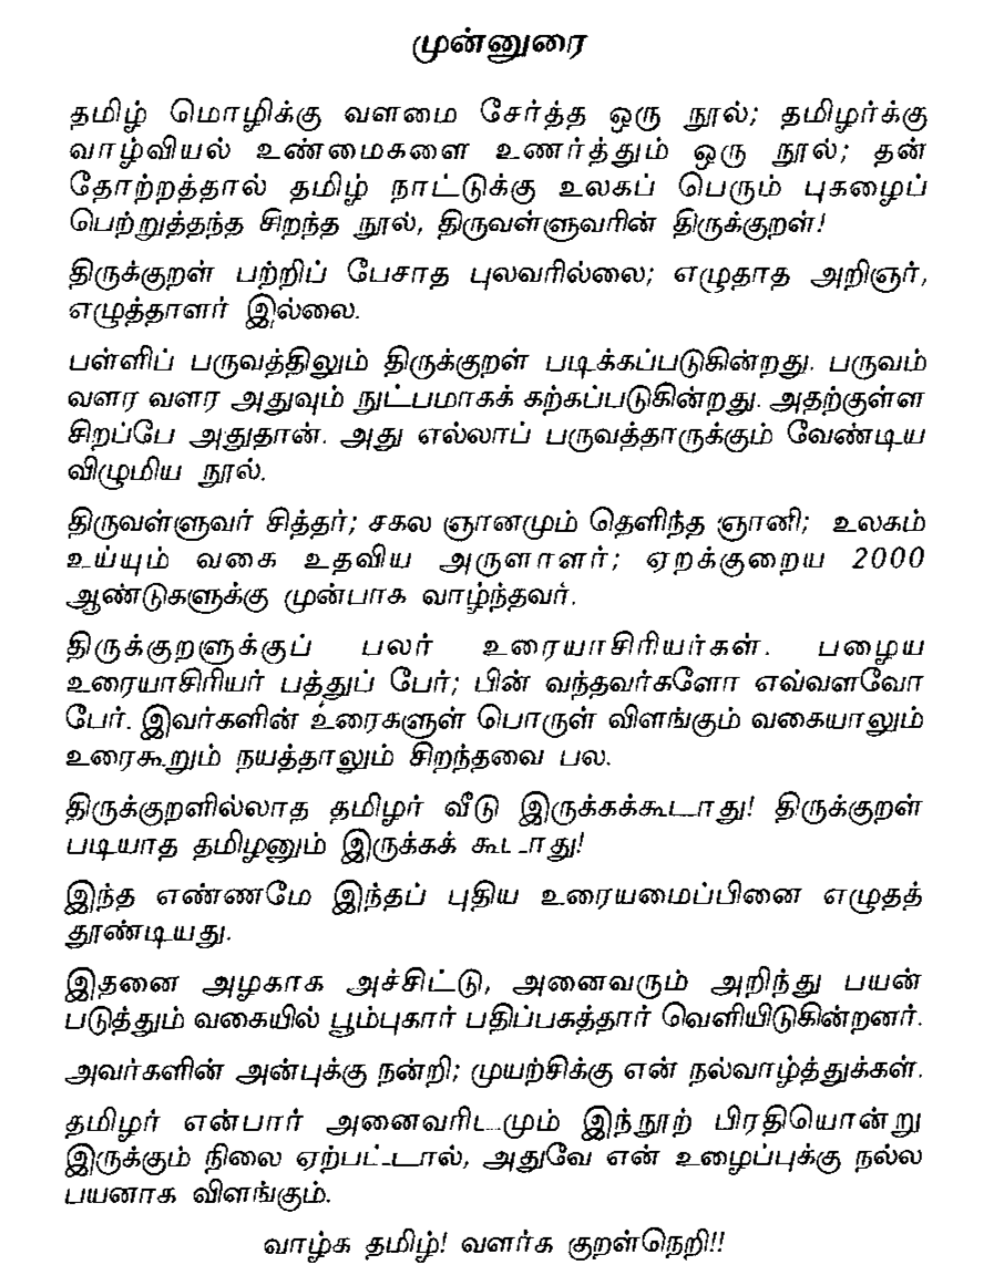 முன்னுரை
தமிழ் மொழிக்கு வளமை சேர்த்த ஒரு நூல்; தமிழர்க்கு
வாழ்வியல் உண்மைகளை உணர்த்தும் ஒரு நூல்; தன்
தோற்றத்தால் தமிழ் நாட்டுக்கு உலகப் பெரும் புகழைப்
பெற்றுத்தந்த சிறந்த நூல், திருவள்ளுவரின் திருக்குறள்!
திருக்குறள் பற்றிப் பேசாத புலவரில்லை; எழுதாத அறிஞர்,
எழுத்தாளர் இல்லை.
பள்ளிப் பருவத்திலும் திருக்குறள் படிக்கப்படுகின்றது. பருவம்
வளர வளர அதுவும் நுட்பமாகக் கற்கப்படுகின்றது. அதற்குள்ள
சிறப்பே அதுதான். அது எல்லாப் பருவத்தாருக்கும் வேண்டிய
விழுமிய நூல்.
திருவள்ளுவர் சித்தர்; சகல ஞானமும் தெளிந்த ஞானி; உலகம்
உய்யும் வகை உதவிய அருளாளர்; ஏறக்குறைய 2000
ஆண்டுகளுக்கு முன்பாக வாழ்ந்தவர்.
திருக்குறளுக்குப் பலர் உரையாசிரியர்கள். பழைய
உரையாசிரியர் பத்துப் பேர்; பின் வந்தவர்களோ எவ்வளவோ
பேர். இவர்களின் உரைகளுள் பொருள் விளங்கும் வகையாலும்
உரைகூறும் நயத்தாலும் சிறந்தவை பல.
திருக்குறளில்லாத தமிழர் வீடு இருக்கக்கூடாது! திருக்குறள்
படியாத தமிழனும் இருக்கக் கூடாது!
இந்த எண்ணமே இந்தப் புதிய உரையமைப்பினை எழுதத்
தூண்டியது.
இதனை அழகாக அச்சிட்டு, அனைவரும் அறிந்து பயன்
படுத்தும் வகையில் பூம்புகார் பதிப்பகத்தார் வெளியிடுகின்றனர்.
அவர்களின் அன்புக்கு நன்றி; முயற்சிக்கு என் நல்வாழ்த்துக்கள்.
தமிழர் என்பார் அனைவரிடமும் இந்நூற் பிரதியொன்று
இருக்கும் நிலை ஏற்பட்டால், அதுவே என் உழைப்புக்கு நல்ல
பயனாக விளங்கும்.
வாழ்க தமிழ்! வளர்க குறள்நெறி!!